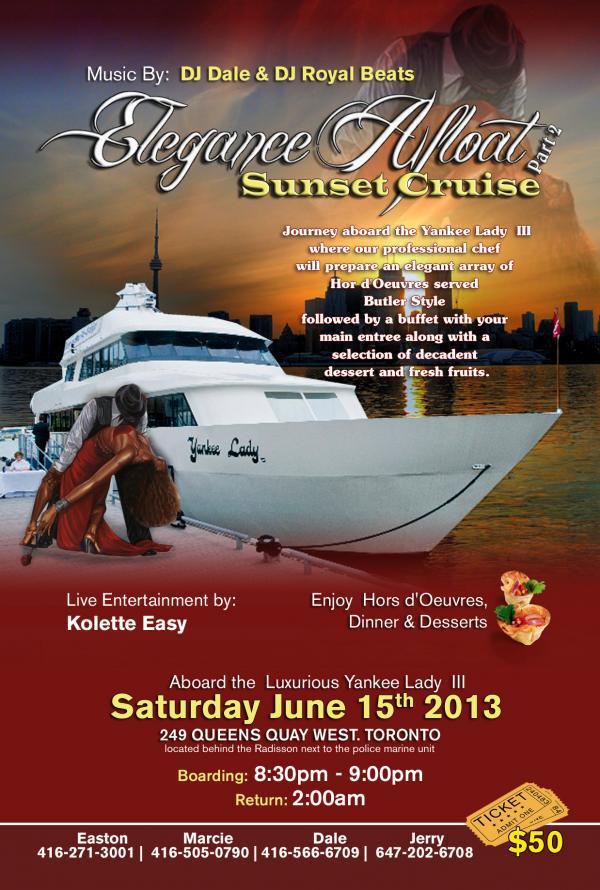 Music By: DJ Dale & DJ Royal Beats
Elegance Afloat Part 2
Sunset Cruise
Journey aboard the Yankee Lady III
where our professional chef
will prepare an elegant array of
Hor d'Oeuvres served
Butler Style
followed by a buffet with your
main entree along with a
selection of decadent
dessert and fresh fruits.
Yankee Lady
Live Entertainment by:
Kolette Easy
Enjoy Hors d'Oeuvres,
Dinner & Desserts
Aboard the Luxurious Yankee Lady III
Saturday June 15th 2013
249 QUEENS QUAY WEST. TORONTO
located behind the Radisson next to the police marine unit
Boarding: 8:30pm - 9:00pm
Return: 2:00am
TICKET
ADMIT ONE
$50
Easton Marcie Dale Jerry
416-271-3001 | 416-505-0790 | 416-566-6709 | 647-202-6708